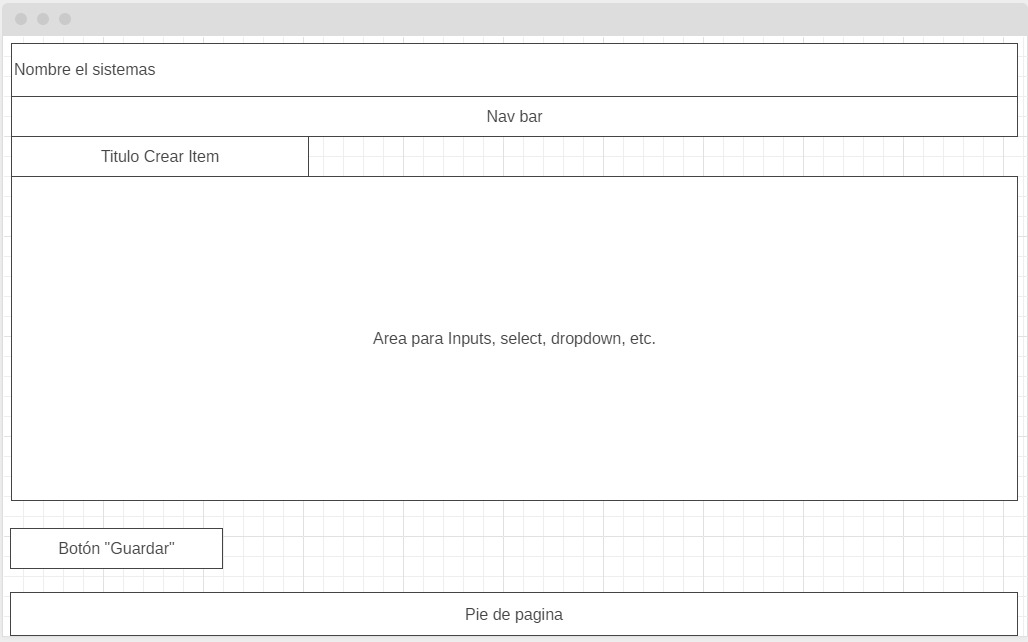 Nombre el sistemas
Nav bar
Titulo Crear Item
Area para Inputs, select, dropdown, etc.
Botón "Guardar"
Pie de pagina